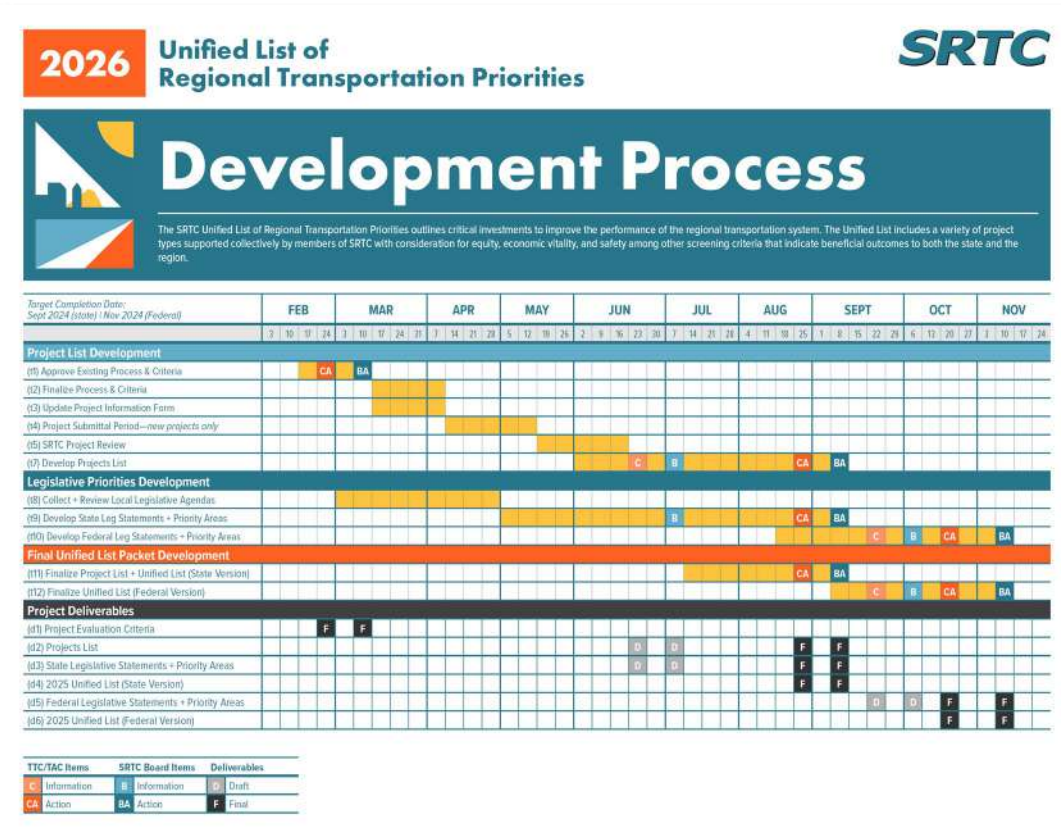 2026
Unified List of
Regional Transportation Priorities
SRTC
Development Process
The SRTC Unified List of Regional Transportation Priorities outlines critical investments to improve the performance of the regional transportation system. The Unified List includes a variety of project
types supported collectively by members of SRTC with consideration for equity, economic vitality, and safety among other screening criteria that indicate beneficial outcomes to both the state and the
region.
Target Completion Date:
Sept 2024 (state) | Nov 2024 (Federal)
FEB MAR APR MAY JUN JUL AUG SEPT OCT NOV
3 10 17 24 3 10 17 24 31 7 14 21 28 5 12 19 26 2 9 16 23 30 7 14 21 28 4 11 18 25 1 8 15 22 29 6 13 20 27 3 10 17 24
Project List Development
(t1) Approve Existing Process & Criteria CA BA
(t2) Finalize Process & Criteria
(t3) Update Project Information Form
(t4) Project Submittal Period—new projects only
(t5) SRTC Project Review
(t7) Develop Projects List C B CA BA
Legislative Priorities Development
(t8) Collect + Review Local Legislative Agendas
(t9) Develop State Leg Statements + Priority Areas B CA BA
(t10) Develop Federal Leg Statements + Priority Areas C B CA BA
Final Unified List Packet Development
(t11) Finalize Project List + Unified List (State Version) CA BA
(t12) Finalize Unified List (Federal Version) C B CA BA
Project Deliverables
(d1) Project Evaluation Criteria F F
(d2) Projects List D D F F
(d3) State Legislative Statements + Priority Areas D D F F
(d4) 2025 Unified List (State Version) F F
(d5) Federal Legislative Statements + Priority Areas D D F F
(d6) 2025 Unified List (Federal Version) F F
TTC/TAC Items SRTC Board Items Deliverables
C Information B Information D Draft
CA Action BA Action F Final